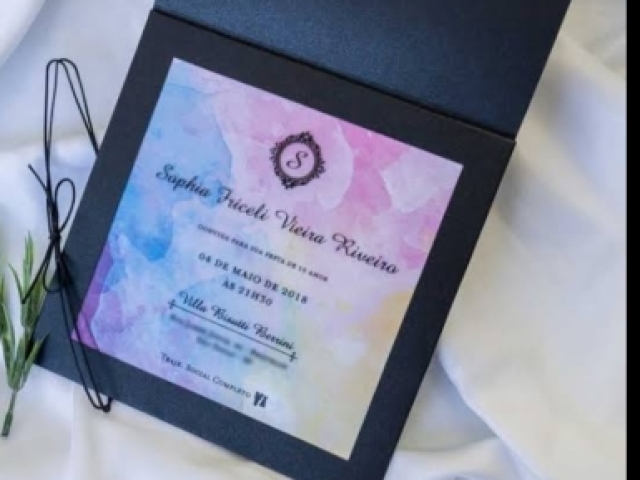 S
Sophia Friceli Vieira Riveiro
CONVIDA PARA SUA FESTA DE 15 ANOS
04 DE MAIO DE 2018
ÀS 21H30
Villa Bisutti Berrini
TRAJE: SOCIAL COMPLETO